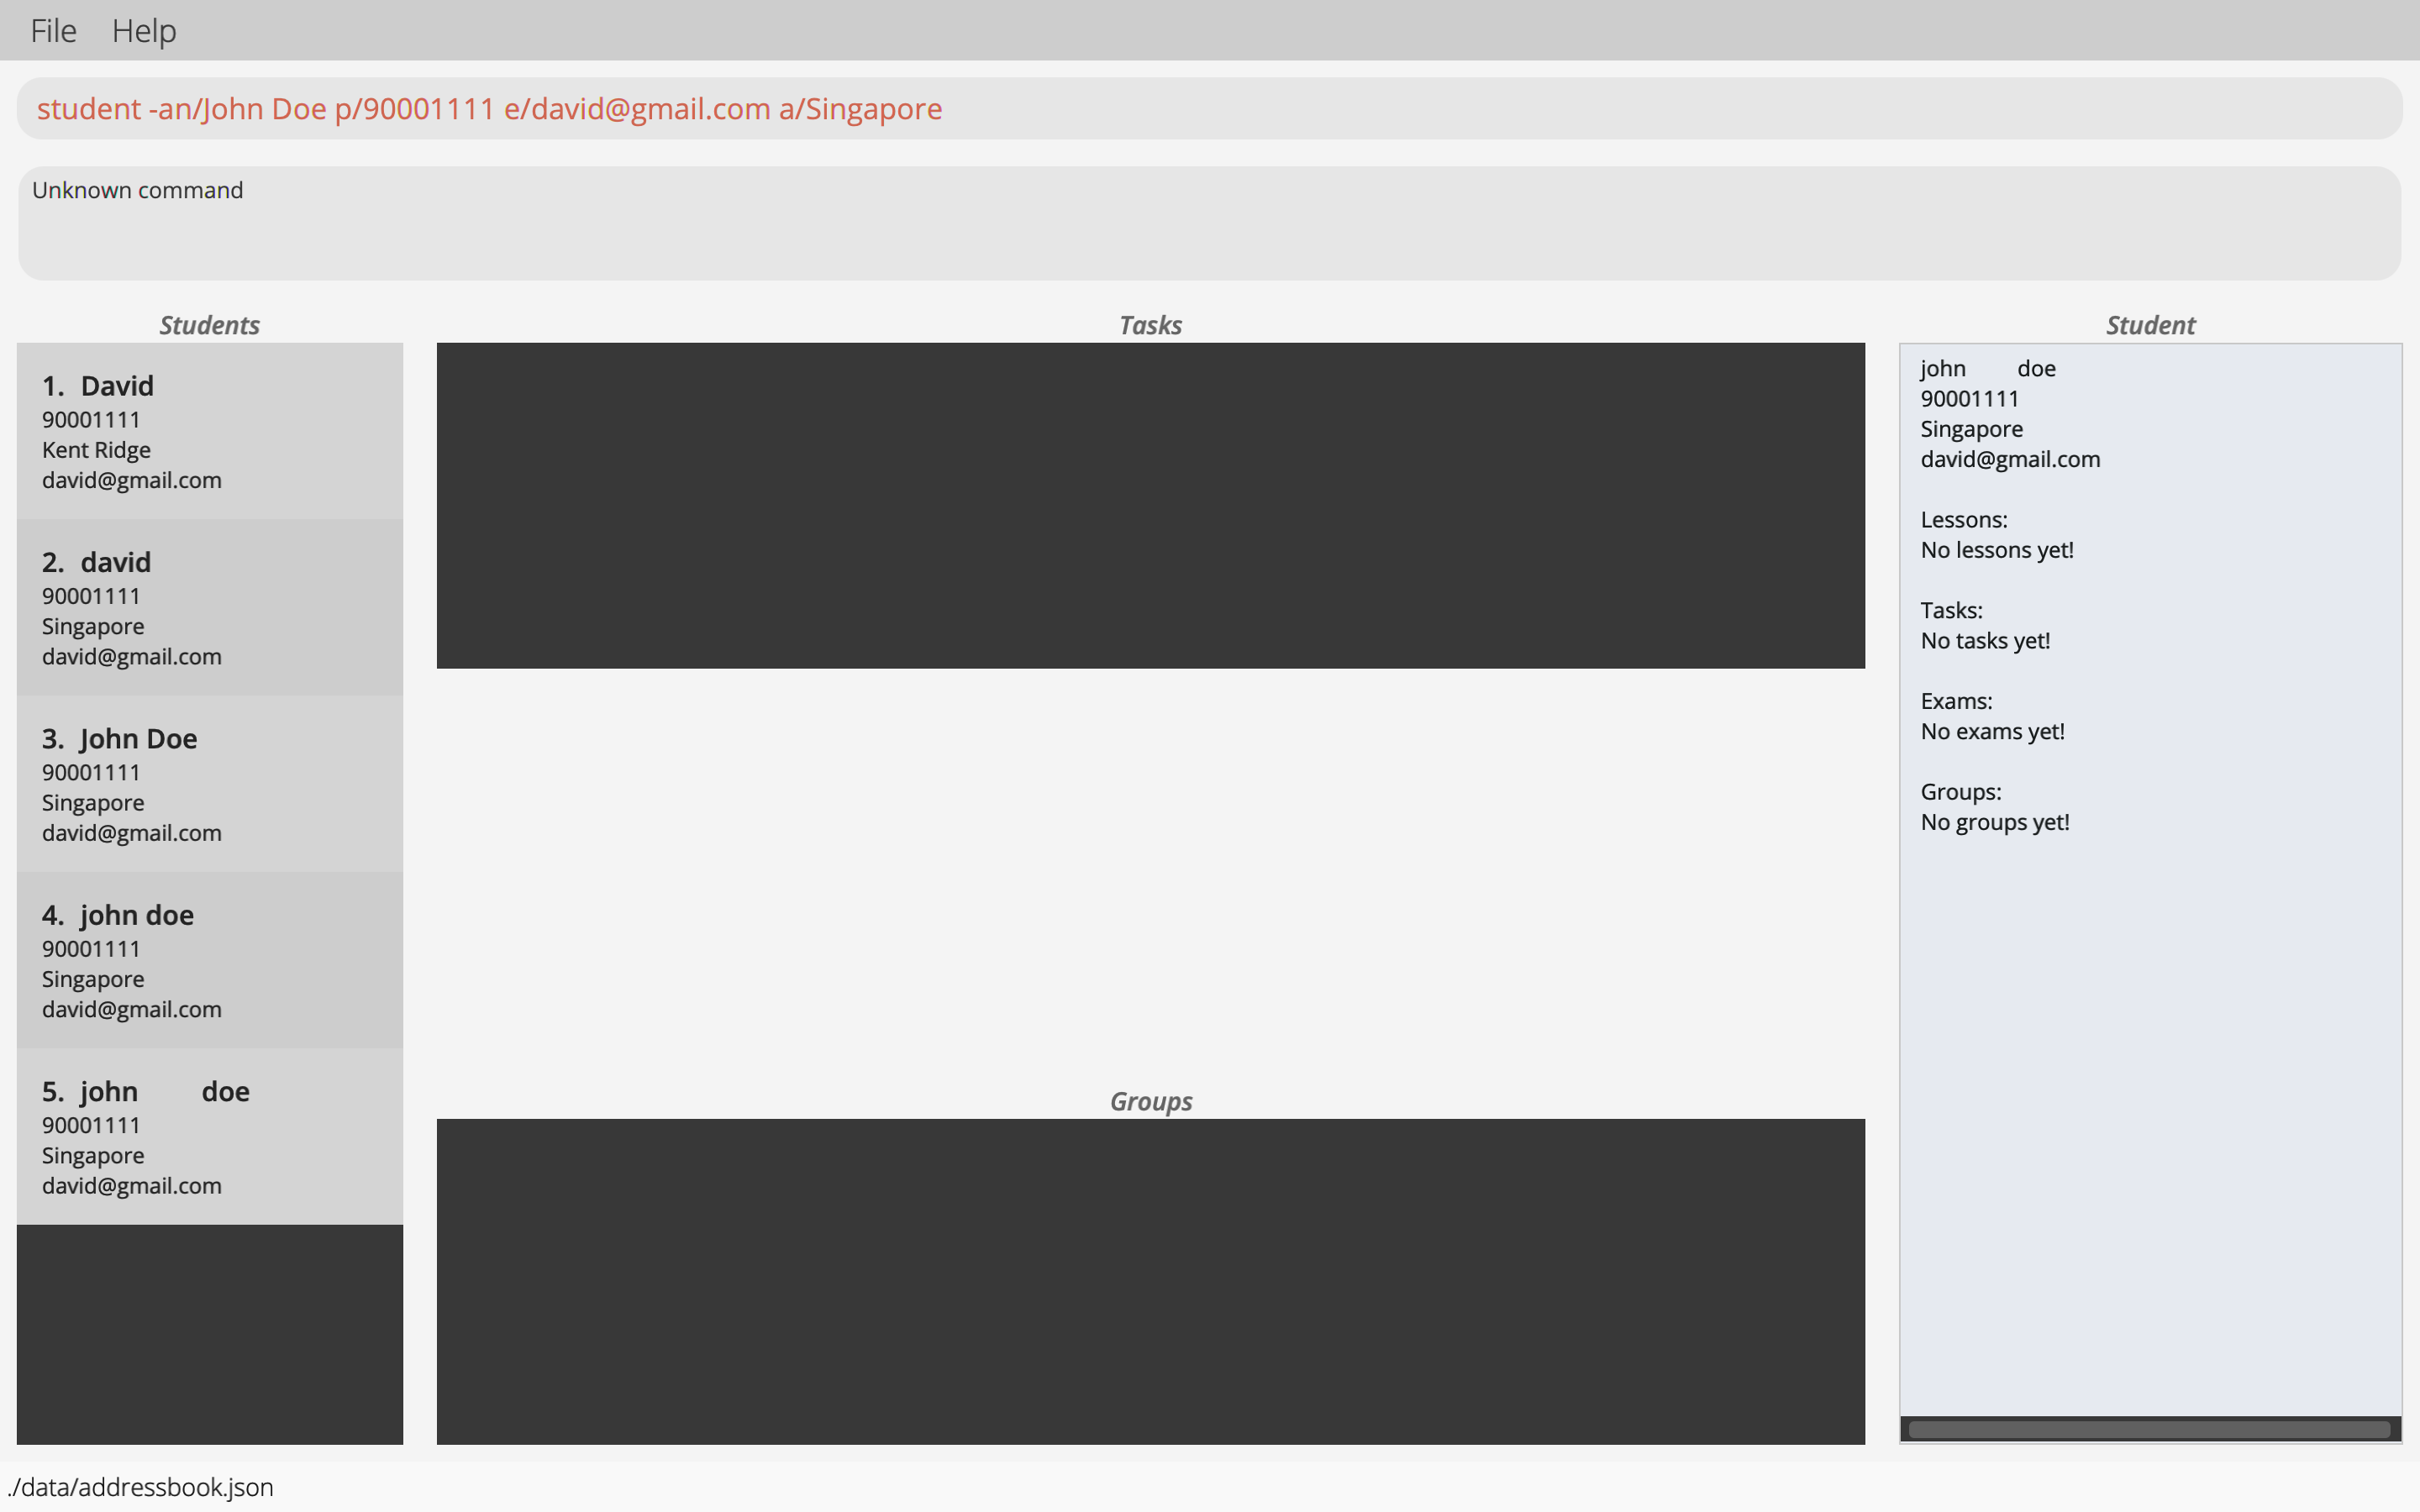 File Help
student -an/John Doe p/90001111 e/david@gmail.com a/Singapore
Unknown command
Students
1. David
90001111
Kent Ridge
david@gmail.com
2. david
90001111
Singapore
david@gmail.com
3. John Doe
90001111
Singapore
david@gmail.com
4. john doe
90001111
Singapore
david@gmail.com
5. john doe
90001111
Singapore
david@gmail.com
Tasks
Groups
Student
john doe
90001111
Singapore
david@gmail.com
Lessons:
No lessons yet!
Tasks:
No tasks yet!
Exams:
No exams yet!
Groups:
No groups yet!
./data/addressbook.json